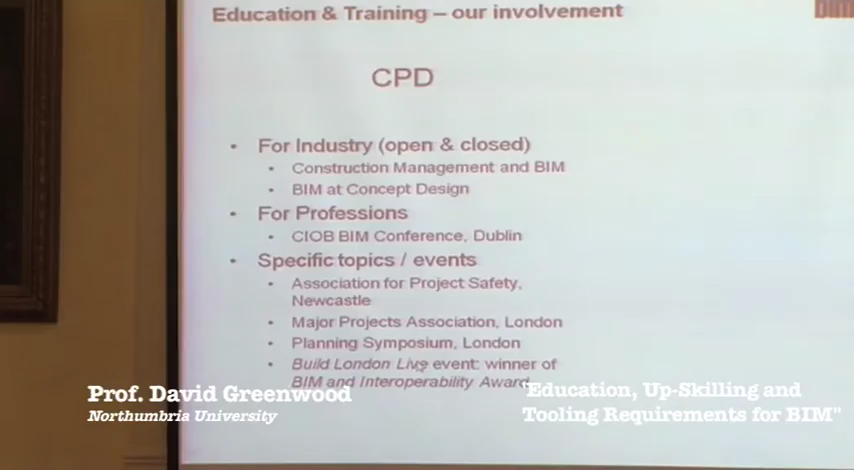 Education & Training – our involvement
bim
CPD
• For Industry (open & closed)
• Construction Management and BIM
• BIM at Concept Design
• For Professions
• CIOB BIM Conference, Dublin
• Specific topics / events
• Association for Project Safety,
Newcastle
• Major Projects Association, London
• Planning Symposium, London
• Build London Live event: winner of
BIM and Interoperability Award
Prof. David Greenwood
Northumbria University
"Education, Up-Skilling and
Tooling Requirements for BIM"